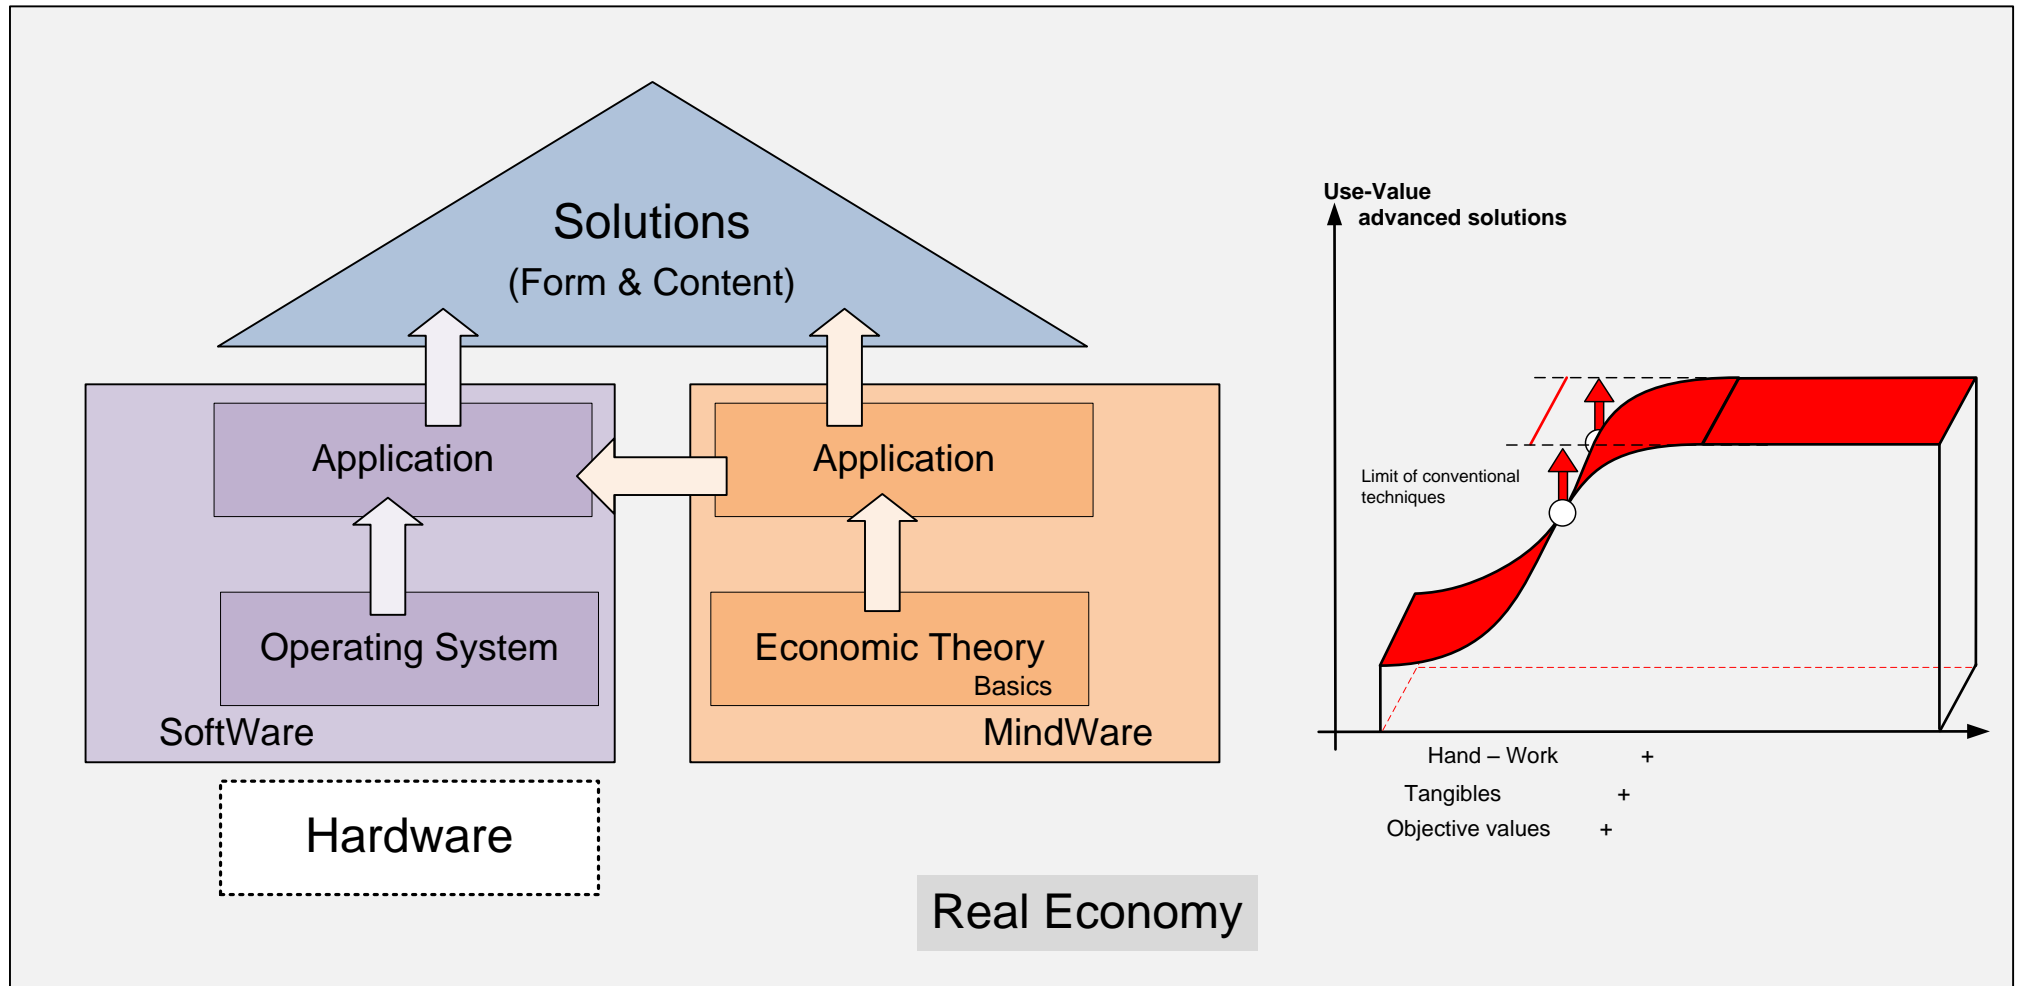 Solutions
(Form & Content)
Application
Operating System
SoftWare
Hardware
Application
Economic Theory
Basics
MindWare
Real Economy
Use-Value
advanced solutions
Limit of conventional
techniques
Hand – Work +
Tangibles +
Objective values +